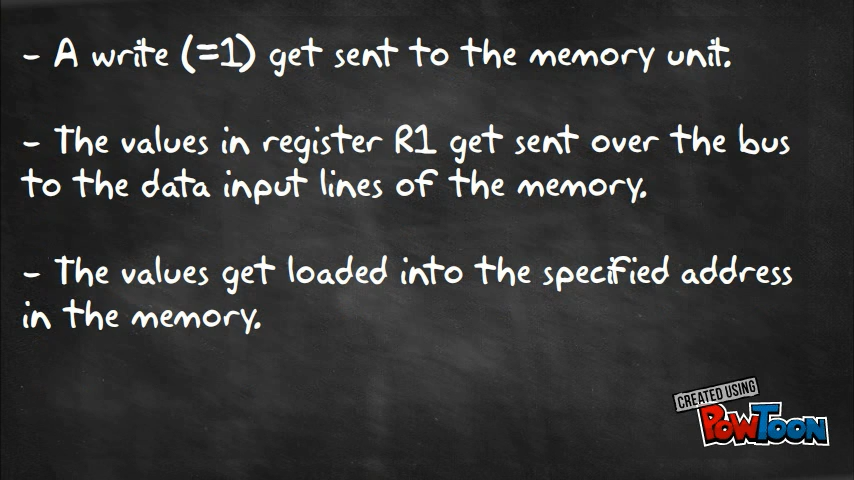 - A write (=1) get sent to the memory unit.
- The values in register R1 get sent over the bus
to the data input lines of the memory.
- The values get loaded into the specified address
in the memory.
CREATED USING
POWTOON